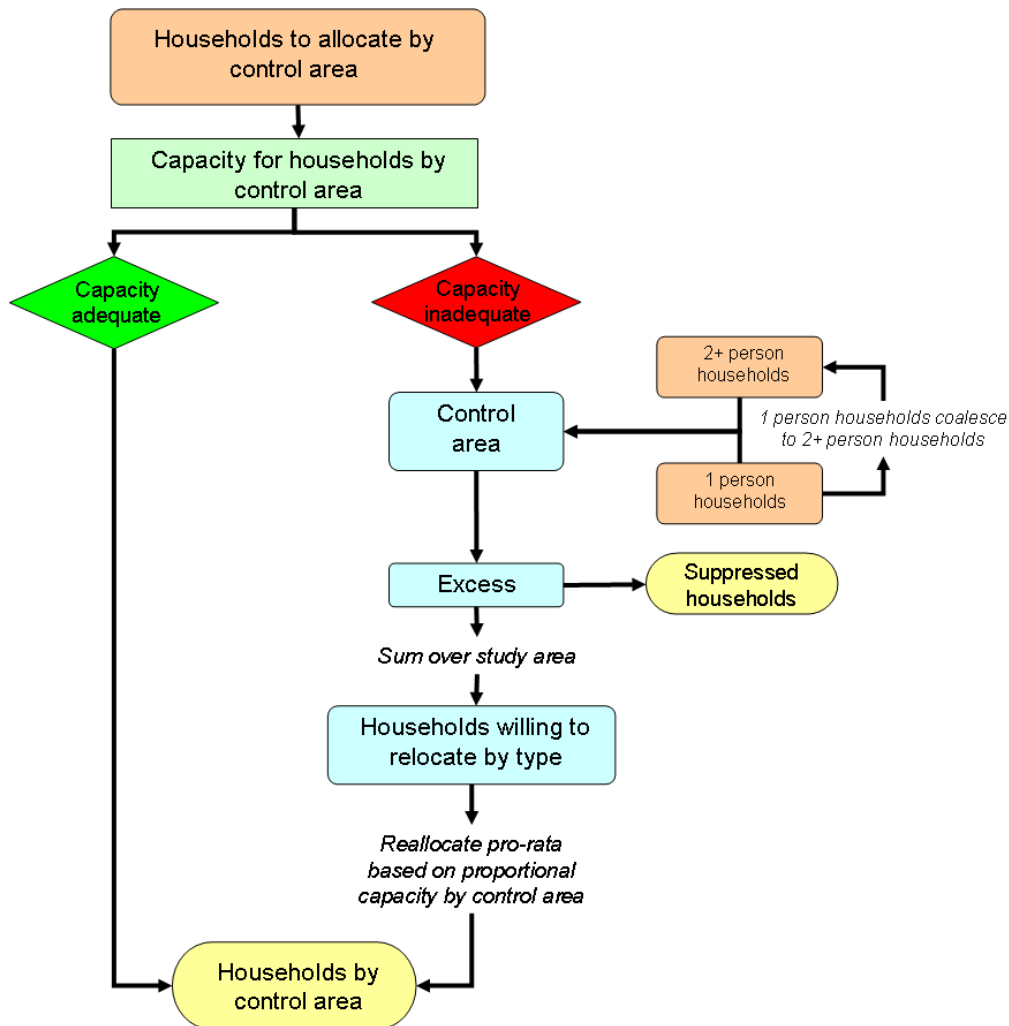 Households to allocate by
control area
Capacity for households by
control area
Capacity
adequate
Capacity
inadequate
2+ person
households
Control
area
1 person households coalesce
to 2+ person households
1 person
households
Excess
Suppressed
households
Sum over study area
Households willing to
relocate by type
Reallocate pro-rata
based on proportional
capacity by control area
Households by
control area